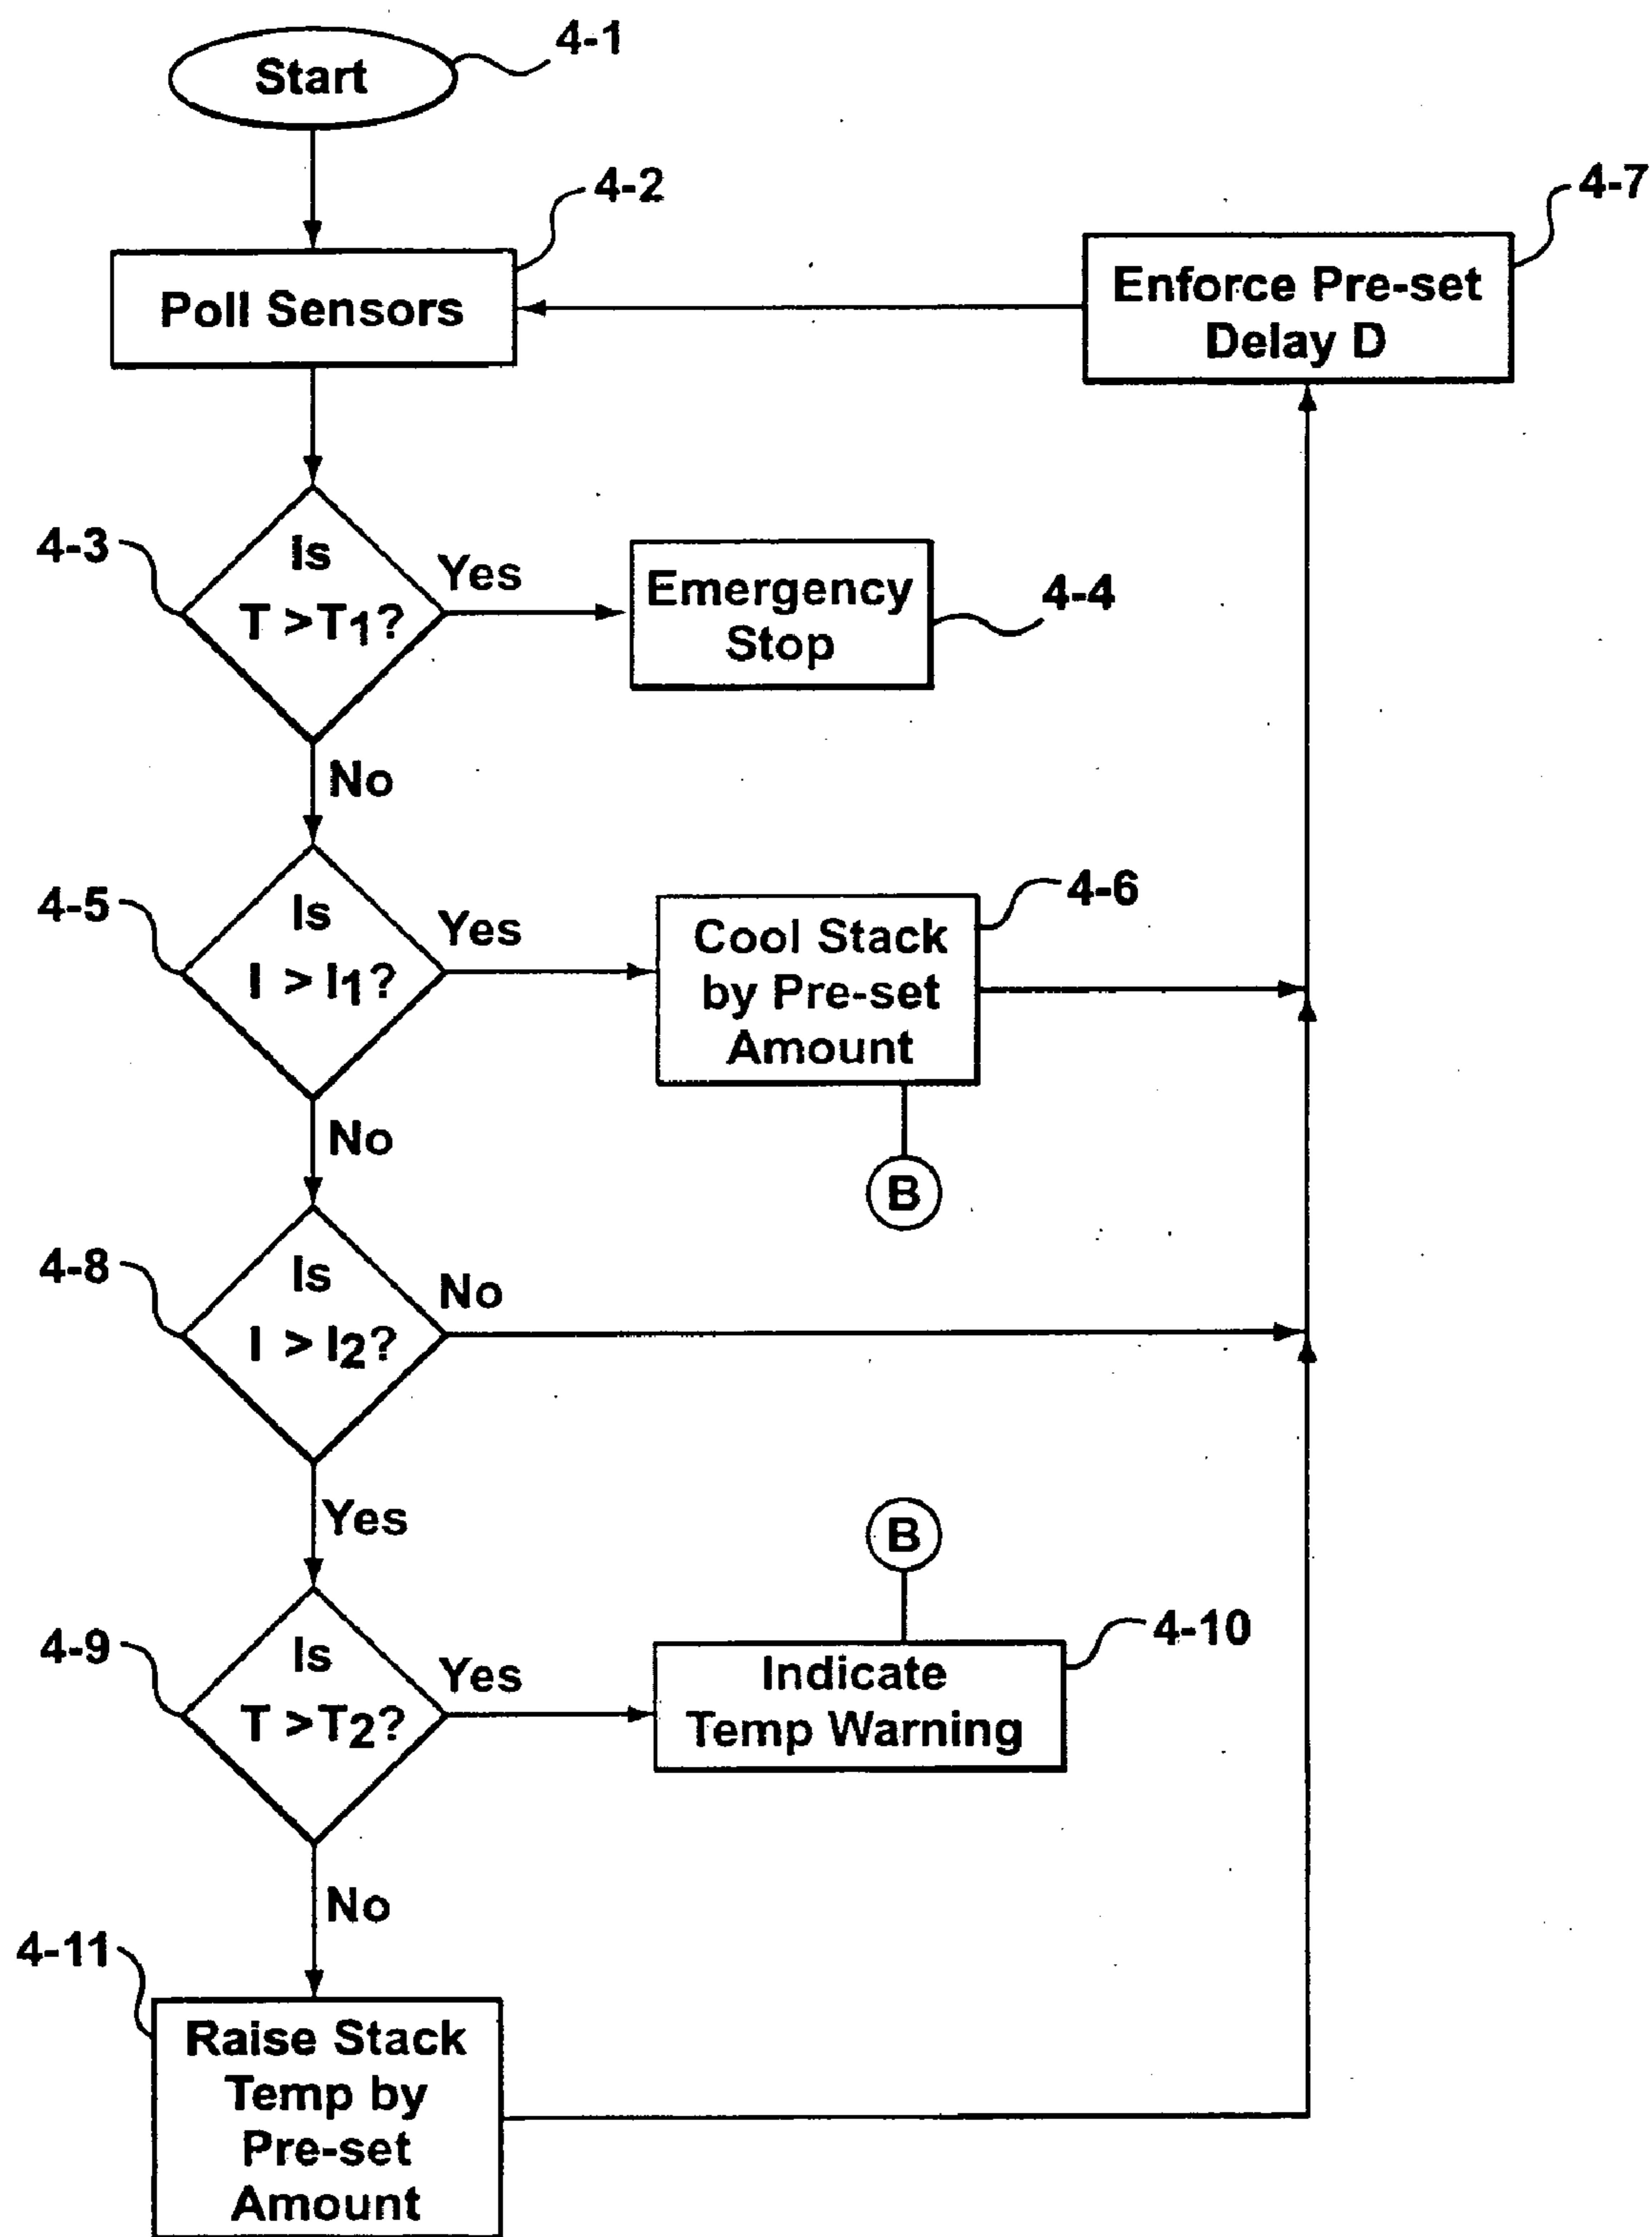 Start
4-1
4-2
Poll Sensors
4-7
Enforce Pre-set
Delay D
4-3
Is
T >T1?
Yes
Emergency
Stop
4-4
No
4-5
Is
I > I1?
Yes
Cool Stack
by Pre-set
Amount
4-6
B
No
4-8
Is
I > I2?
No
Yes
4-9
Is
T >T2?
Yes
B
Indicate
Temp Warning
4-10
No
4-11
Raise Stack
Temp by
Pre-set
Amount